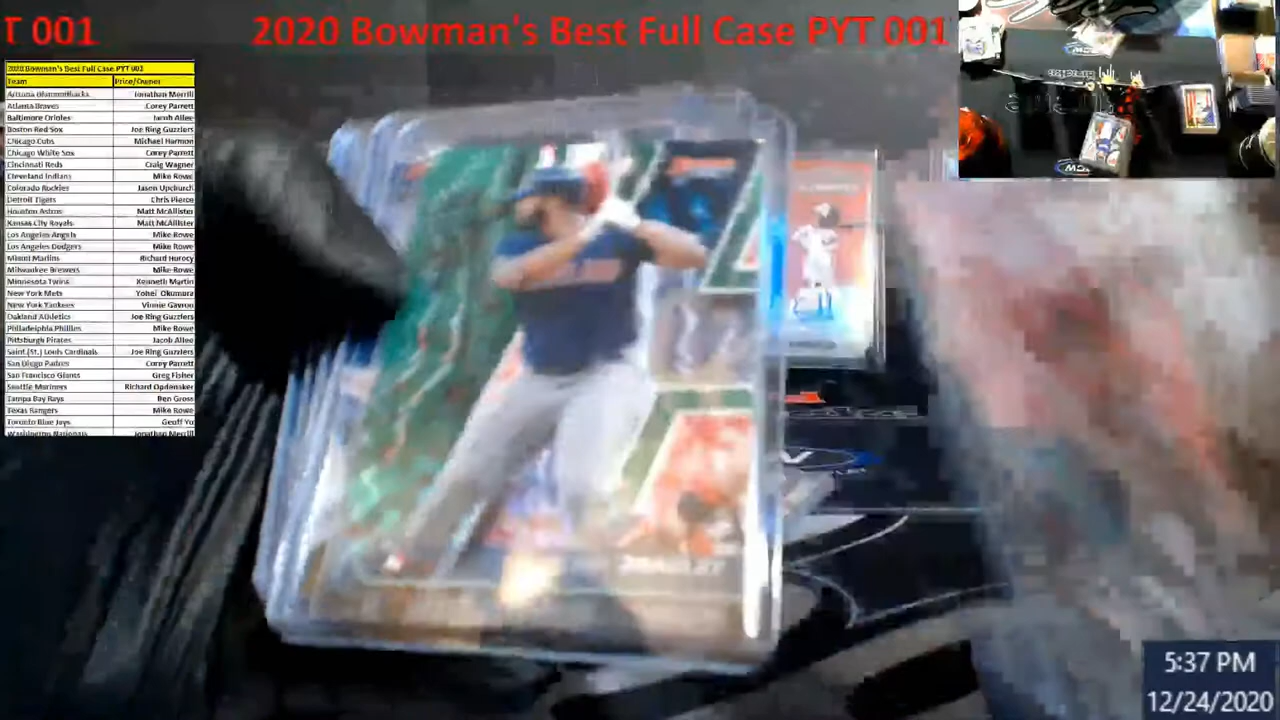 T 001 2020 Bowman's Best Full Case PYT 001
2020 Bowman's Best Full Case PYT 001
Team Price/Owner
Arizona Diamondbacks Jonathan Merrill
Atlanta Braves Corey Parrett
Baltimore Orioles Jacob Allee
Boston Red Sox Joe Ring Guzzlers
Chicago Cubs Michael Harmon
Chicago White Sox Corey Parrett
Cincinnati Reds Craig Wagner
Cleveland Indians Mike Rowe
Colorado Rockies Jason Upchurch
Detroit Tigers Chris Pierce
Houston Astros Matt McAllister
Kansas City Royals Matt McAllister
Los Angeles Angels Mike Rowe
Los Angeles Dodgers Mike Rowe
Miami Marlins Richard
Milwaukee Brewers Mike Rowe
Minnesota Twins Kenneth Martin
New York Mets Yohei Okumura
New York Yankees Vinnie
Oakland Athletics Joe Ring Guzzlers
Philadelphia Phillies Mike Rowe
Pittsburgh Pirates Jacob Allee
Saint (St.) Louis Cardinals Joe Ring Guzzlers
San Diego Padres Corey Parrett
San Francisco Giants Greg Fisher
Seattle Mariners Richard Opdenaker
Tampa Bay Rays Ben Gross
Texas Rangers Mike Rowe
Toronto Blue Jays Geoff Yo
Washington Nationals Jonathan Merrill
5:37 PM
12/24/2020